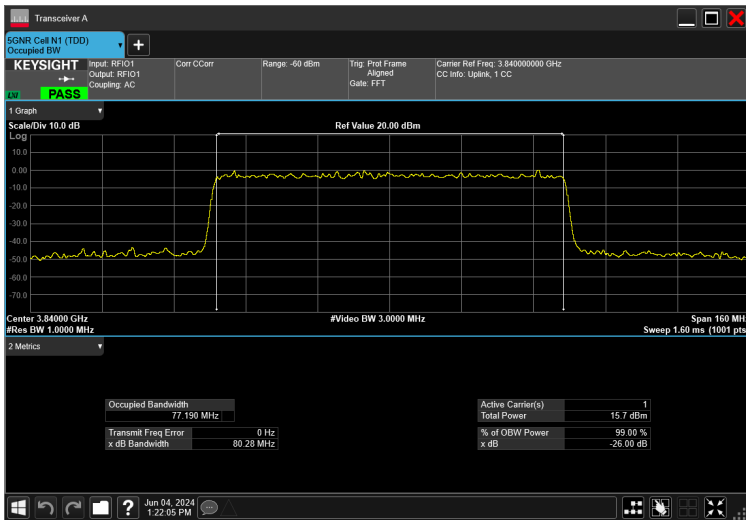 Transceiver A
5GNR Cell N1 (TDD)
Occupied BW
KEYSIGHT
LXI
PASS
Input: RFIO1
Output: RFIO1
Coupling: AC
Corr CCorr
Range: -60 dBm
Trig: Prot Frame
Aligned
Gate: FFT
Carrier Ref Freq: 3.840000000 GHz
CC Info: Uplink, 1 CC
1 Graph
Scale/Div 10.0 dB
Ref Value 20.00 dBm
Log
10.0
0.00
-10.0
-20.0
-30.0
-40.0
-50.0
-60.0
-70.0
Center 3.84000 GHz
#Video BW 3.0000 MHz
Span 160 MH
#Res BW 1.0000 MHz
Sweep 1.60 ms (1001 pts
2 Metrics
Occupied Bandwidth
77.190 MHz
Transmit Freq Error 0 Hz
x dB Bandwidth 80.28 MHz
Active Carrier(s) 1
Total Power 15.7 dBm
% of OBW Power 99.00 %
x dB -26.00 dB
Jun 04, 2024
1:22:05 PM